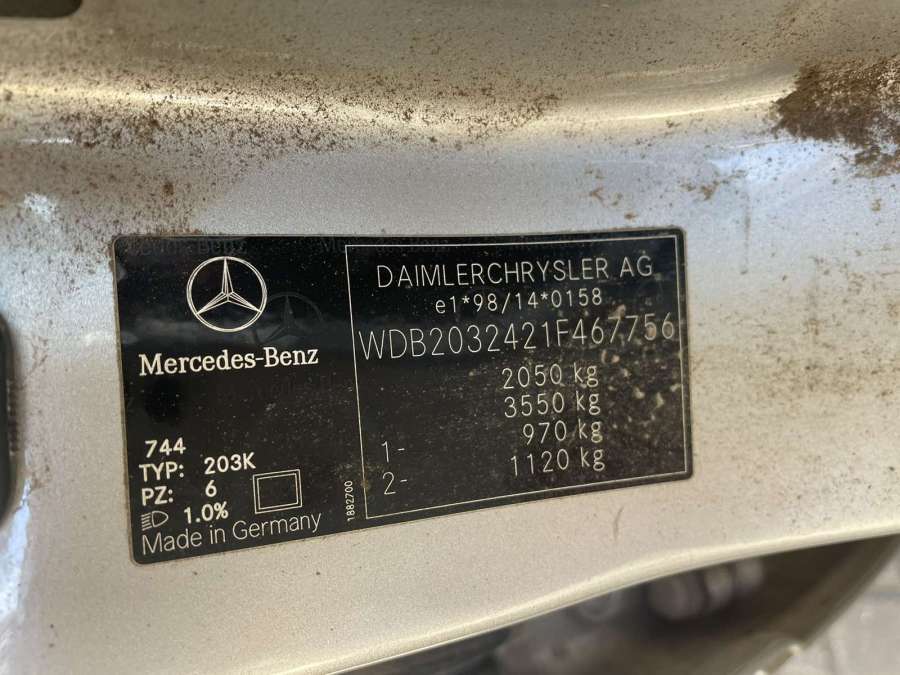 Mercedes-Benz
744
TYP: 203K
PZ: 6
1.0%
Made in Germany
1882700
DAIMLERCHRYSLER AG
e1*98/14*0158
WDB2032421F467756
2050 kg
3550 kg
1- 970 kg
2- 1120 kg